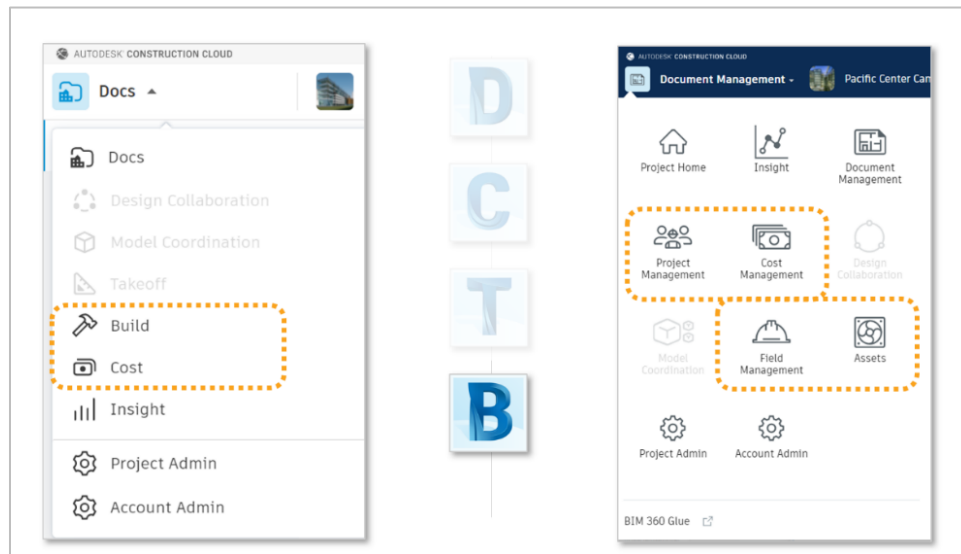 AUTODESK CONSTRUCTION CLOUD
Docs
Docs
Design Collaboration
Model Coordination
Takeoff
Build
Cost
Insight
Project Admin
Account Admin
D
C
T
B
AUTODESK CONSTRUCTION CLOUD
Document Management
Pacific Center Can
Project Home
Insight
Document
Management
Project
Management
Cost
Management
Design
Collaboration
Model
Coordination
Field
Management
Assets
Project Admin
Account Admin
BIM 360 Glue